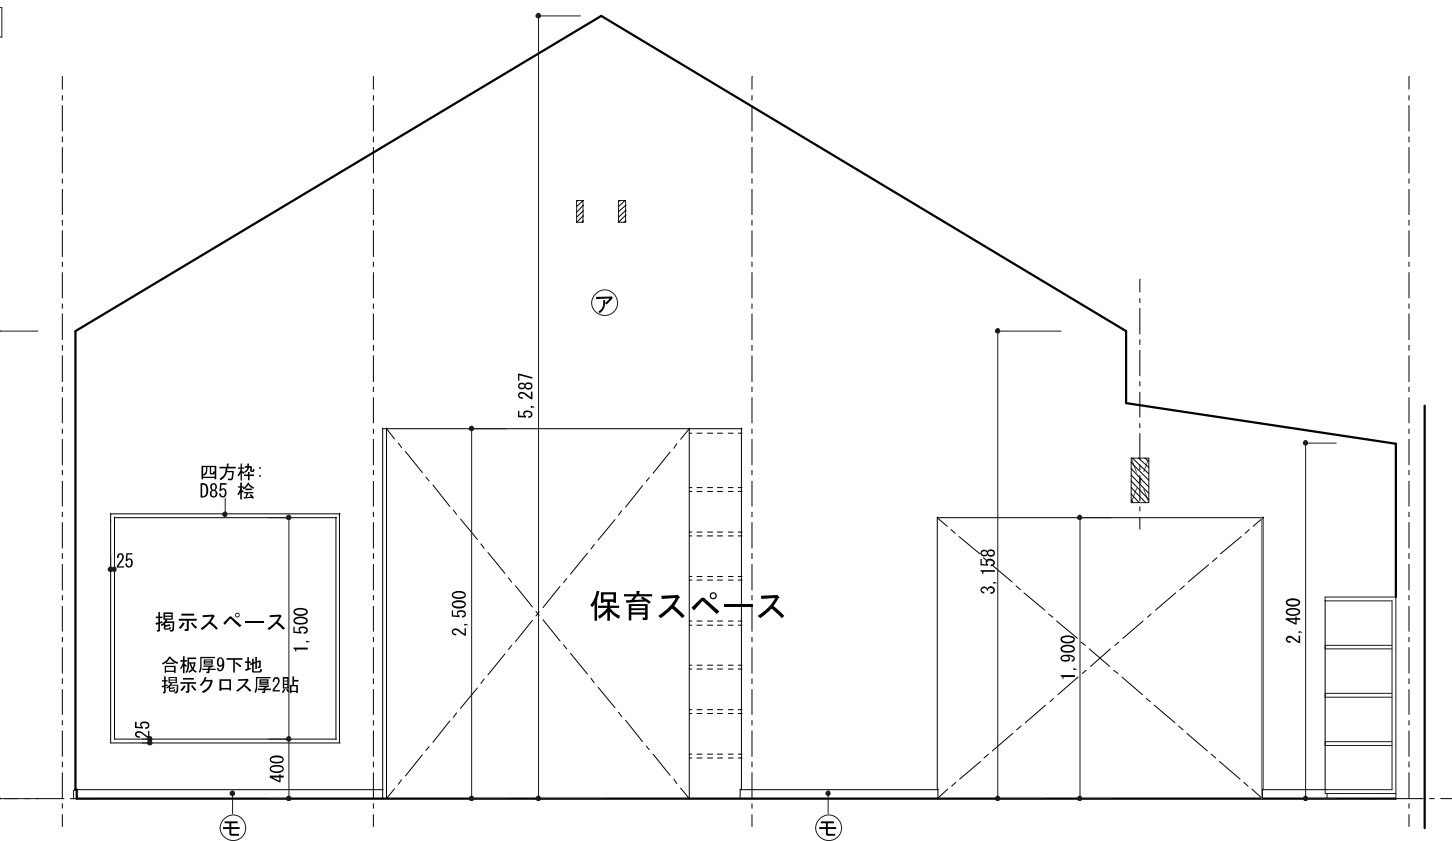 ア
5,287
四方枠:
D85 桧
25
掲示スペース
1,500
合板厚9下地
掲示クロス厚2貼
25
400
2,500
保育スペース
3,158
1,900
2,400
モ
モ